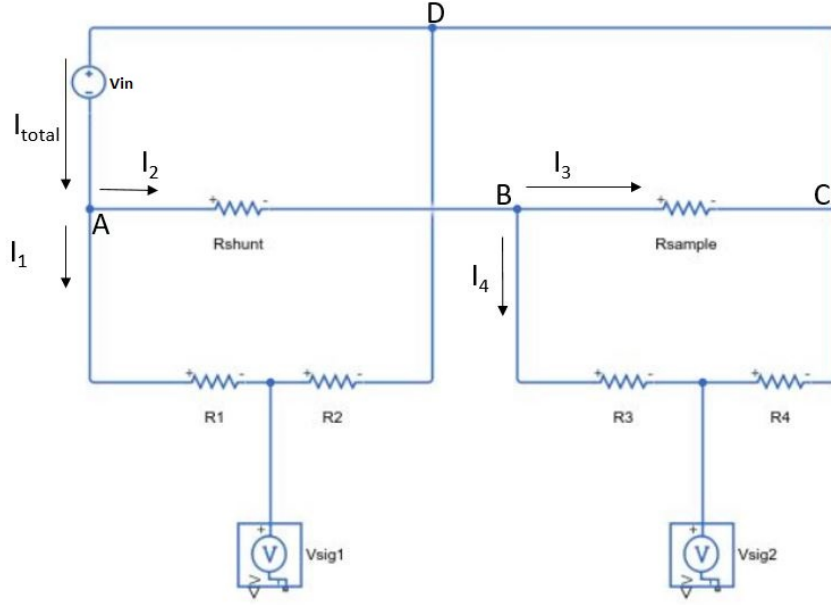 D
Vin
Itotal
I2
I3
A
B
C
Rshunt
Rsample
I1
I4
R1
R2
R3
R4
V
Vsig1
V
Vsig2